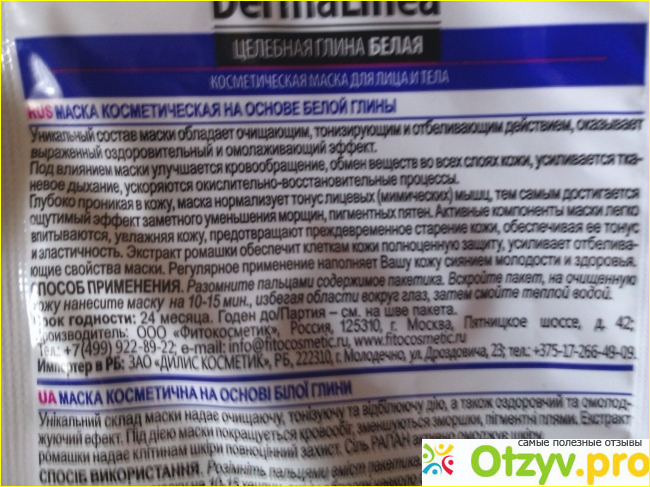 DermaLinea
ЦЕЛЕБНАЯ ГЛИНА БЕЛАЯ
КОСМЕТИЧЕСКАЯ МАСКА ДЛЯ ЛИЦА И ТЕЛА
RUS МАСКА КОСМЕТИЧЕСКАЯ НА ОСНОВЕ БЕЛОЙ ГЛИНЫ
Уникальный состав маски обладает очищающим, тонизирующим и отбеливающим действием, оказывает
выраженный оздоровительный и омолаживающий эффект.
Под влиянием маски улучшается кровообращение, обмен веществ во всех слоях кожи, усиливается тка-
невое дыхание, ускоряются окислительно-восстановительные процессы.
Глубоко проникая в кожу, маска нормализует тонус лицевых (мимических) мышц, тем самым достигается
ощутимый эффект заметного уменьшения морщин, пигментных пятен. Активные компоненты маски легко
впитываются, увлажняя кожу, предотвращают преждевременное старение кожи, обеспечивая ее тонус
и эластичность. Экстракт ромашки обеспечит клеткам кожи полноценную защиту, усиливает отбелива-
ющие свойства маски. Регулярное применение наполняет Вашу кожу сиянием молодости и здоровья.
СПОСОБ ПРИМЕНЕНИЯ. Разомните пальцами содержимое пакетика. Вскройте пакет, на очищенную
кожу нанесите маску на 10-15 мин., избегая области вокруг глаз, затем смойте теплой водой.
Срок годности: 24 месяца. Годен до/Партия – см. на шве пакета.
Производитель: ООО «Фитокосметик», Россия, 125310, г. Москва, Пятницкое шоссе, д. 42;
Тел.: +7(499) 922-89-22; e-mail: info@fitocosmetic.ru, www.fitocosmetic.ru
Импортер в РБ: ЗАО «ДИЛИС КОСМЕТИК», РБ, 222310, г. Молодечно, ул. Дроздовича, 23; тел.: +375-17-266-49-09.
UA МАСКА КОСМЕТИЧНА НА ОСНОВІ БІЛОЇ ГЛИНИ
Унікальний склад маски надає очищаючу, тонізуючу та відбілюючу дію, а також оздоровчий та омолод-
жуючий ефект. Під дією маски покращується кровообіг, зменшуються зморшки, пігментні плями. Екстракт
ромашки надає клітинам шкіри повноцінний захист. Сіль РАПАН
СПОСІБ ВИКОРИСТАННЯ. Розімніть пальцями вміст пакетика.
самые полезные отзывы
Otzyv.pro